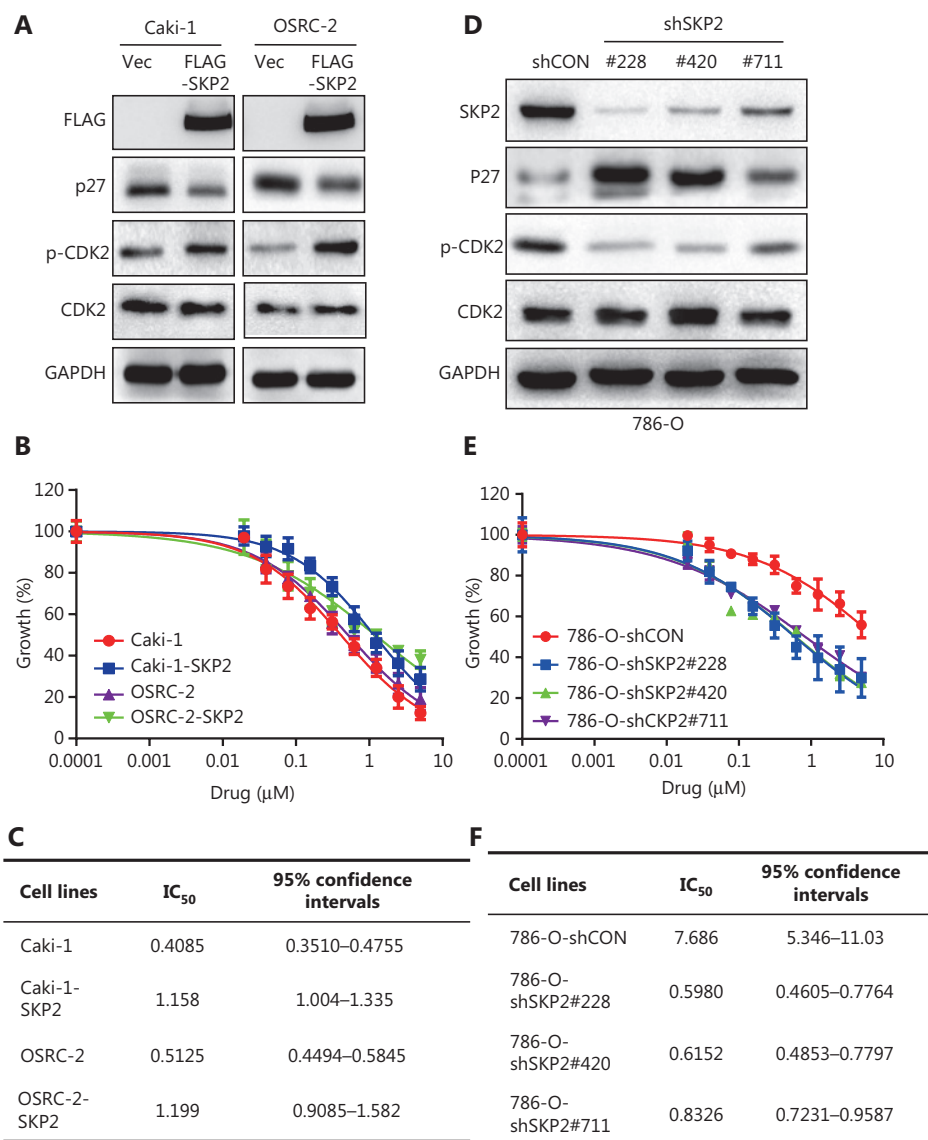 A
Caki-1
OSRC-2
Vec
FLAG
-SKP2
Vec
FLAG
-SKP2
FLAG
p27
p-CDK2
CDK2
GAPDH
D
shSKP2
shCON #228 #420 #711
SKP2
P27
p-CDK2
CDK2
GAPDH
786-O
B
120
100
80
60
40
20
0
Growth (%)
Caki-1
Caki-1-SKP2
OSRC-2
OSRC-2-SKP2
0.0001 0.001 0.01 0.1 1 10
Drug (μM)
E
120
100
80
60
40
20
0
Growth (%)
786-O-shCON
786-O-shSKP2#228
786-O-shSKP2#420
786-O-shCKP2#711
0.0001 0.001 0.01 0.1 1 10
Drug (μM)
C
Cell lines IC50 95% confidence
intervals
Caki-1 0.4085 0.3510–0.4755
Caki-1-
SKP2 1.158 1.004–1.335
OSRC-2 0.5125 0.4494–0.5845
OSRC-2-
SKP2 1.199 0.9085–1.582
F
Cell lines IC50 95% confidence
intervals
786-O-shCON 7.686 5.346–11.03
786-O-
shSKP2#228 0.5980 0.4605–0.7764
786-O-
shSKP2#420 0.6152 0.4853–0.7797
786-O-
shSKP2#711 0.8326 0.7231–0.9587